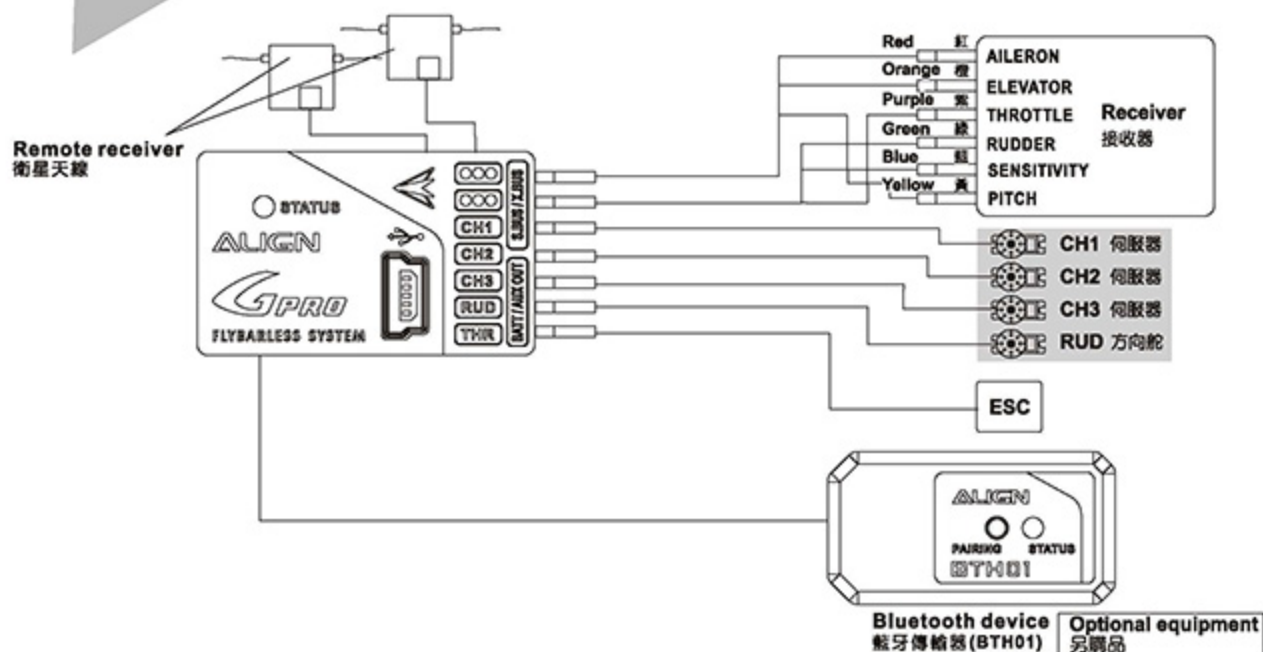 Remote receiver
衛星天線
STATUS
ALIGN
GPRO
FLYBARLESS SYSTEM
CH1
CH2
CH3
RUD
THR
S.BUS / X.BUS
BATT / AUX OUT
Red 紅
Orange 橙
Purple 紫
Green 綠
Blue 藍
Yellow 黃
AILERON
ELEVATOR
THROTTLE
RUDDER
SENSITIVITY
PITCH
Receiver
接收器
CH1 伺服器
CH2 伺服器
CH3 伺服器
RUD 方向舵
ESC
ALIGN
PAIRING STATUS
BTH01
Bluetooth device
藍牙傳輸器(BTH01)
Optional equipment
另購品